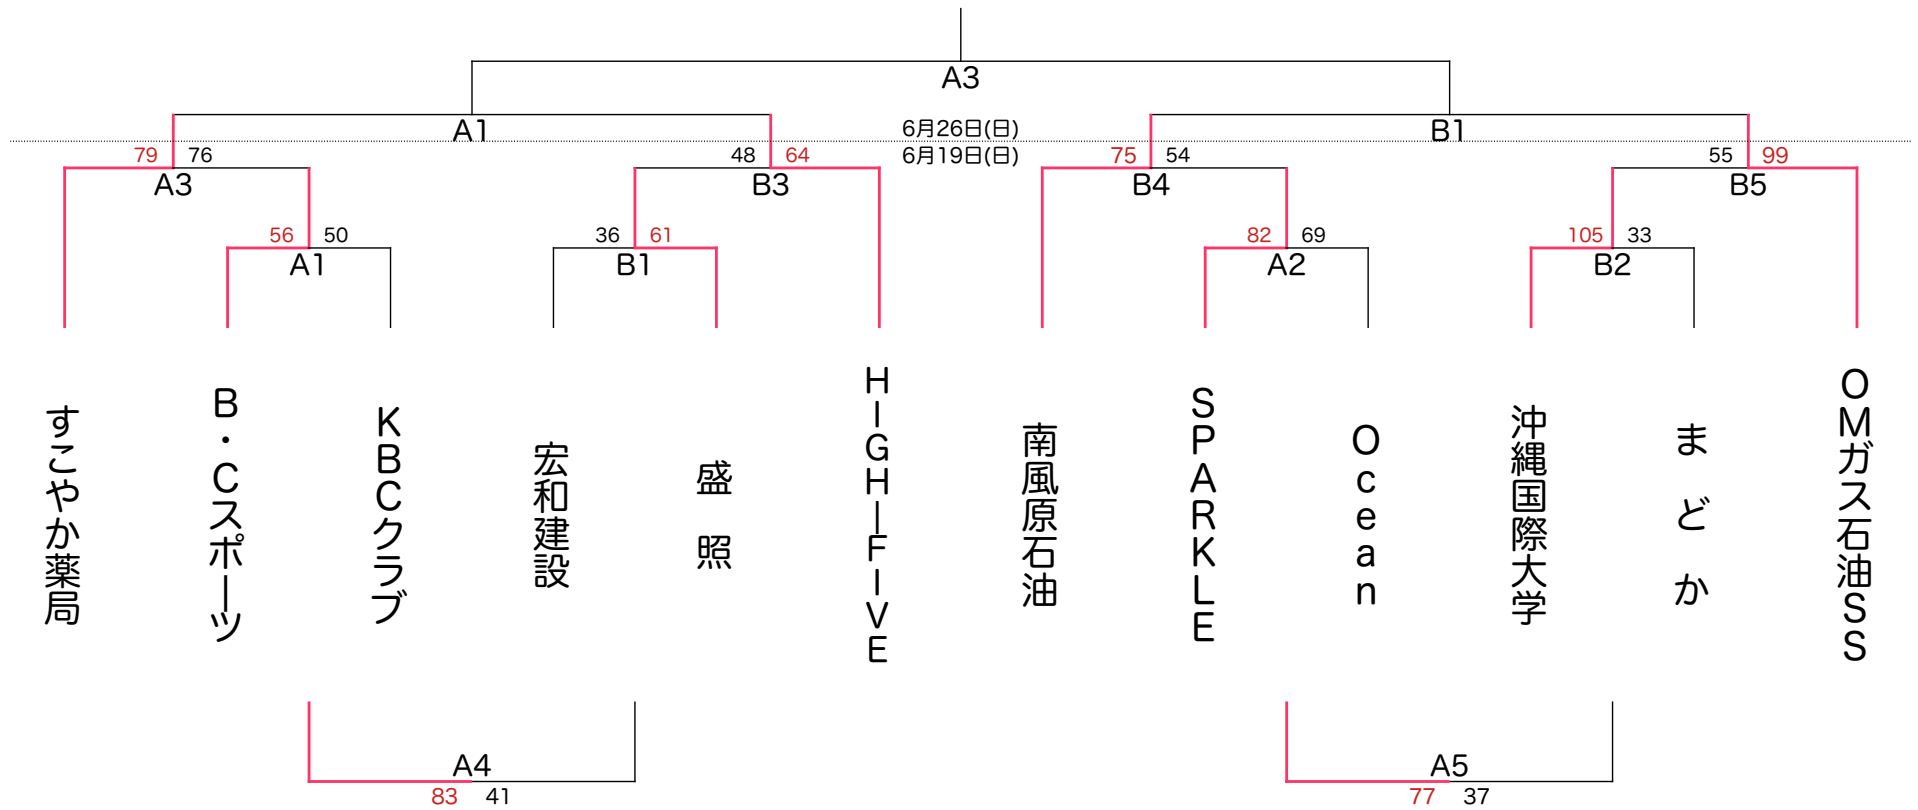 A3
A1
6月26日(日)
B1
6月19日(日)
79 76
A3
48 64
B3
75 54
B4
55 99
B5
56 50
A1
36 61
B1
82 69
A2
105 33
B2
すこやか薬局
B・Cスポーツ
KBCクラブ
宏和建設
盛照
HIGH-FIVE
南風原石油
SPARKLE
Ocean
沖縄国際大学
まどか
OMガス石油SS
A4
83 41
A5
77 37